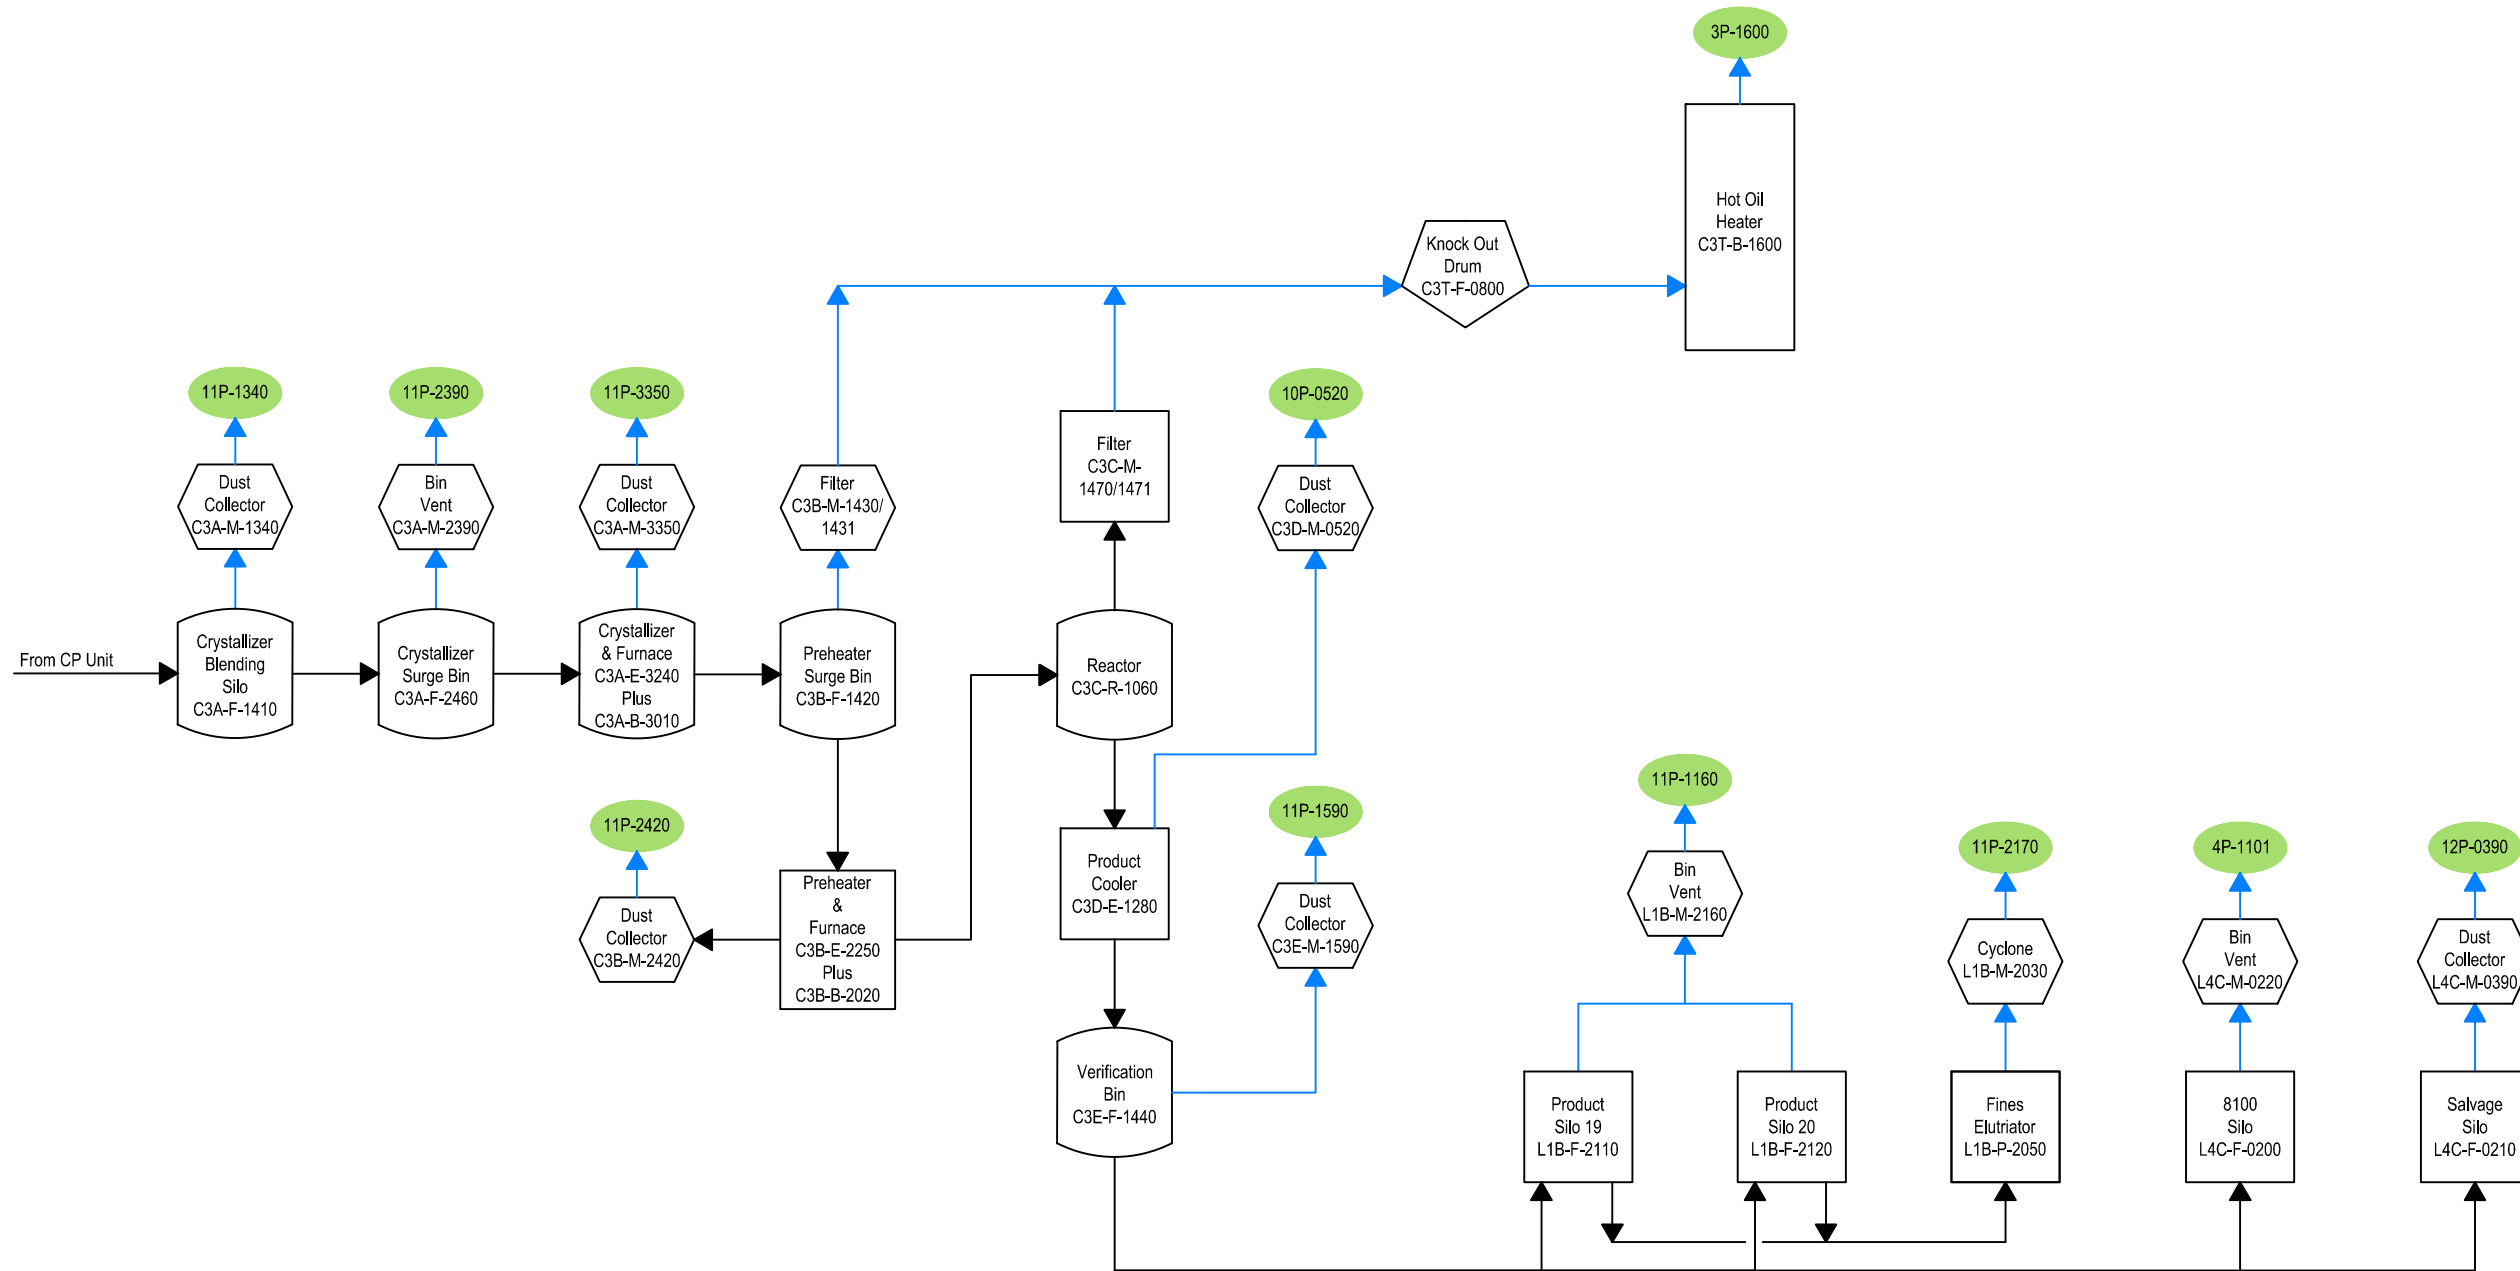 3P-1600
Hot Oil
Heater
C3T-B-1600
Knock Out
Drum
C3T-F-0800
11P-1340
11P-2390
11P-3350
10P-0520
Dust
Collector
C3A-M-1340
Bin
Vent
C3A-M-2390
Dust
Collector
C3A-M-3350
Filter
C3B-M-1430/
1431
Filter
C3C-M-
1470/1471
Dust
Collector
C3D-M-0520
From CP Unit
Crystallizer
Blending
Silo
C3A-F-1410
Crystallizer
Surge Bin
C3A-F-2460
Crystallizer
& Furnace
C3A-E-3240
Plus
C3A-B-3010
Preheater
Surge Bin
C3B-F-1420
Reactor
C3C-R-1060
11P-2420
11P-1590
11P-1160
11P-2170
4P-1101
12P-0390
Dust
Collector
C3B-M-2420
Preheater
&
Furnace
C3B-E-2250
Plus
C3B-B-2020
Product
Cooler
C3D-E-1280
Dust
Collector
C3E-M-1590
Bin
Vent
L1B-M-2160
Cyclone
L1B-M-2030
Bin
Vent
L4C-M-0220
Dust
Collector
L4C-M-0390
Verification
Bin
C3E-F-1440
Product
Silo 19
L1B-F-2110
Product
Silo 20
L1B-F-2120
Fines
Elutriator
L1B-P-2050
8100
Silo
L4C-F-0200
Salvage
Silo
L4C-F-0210